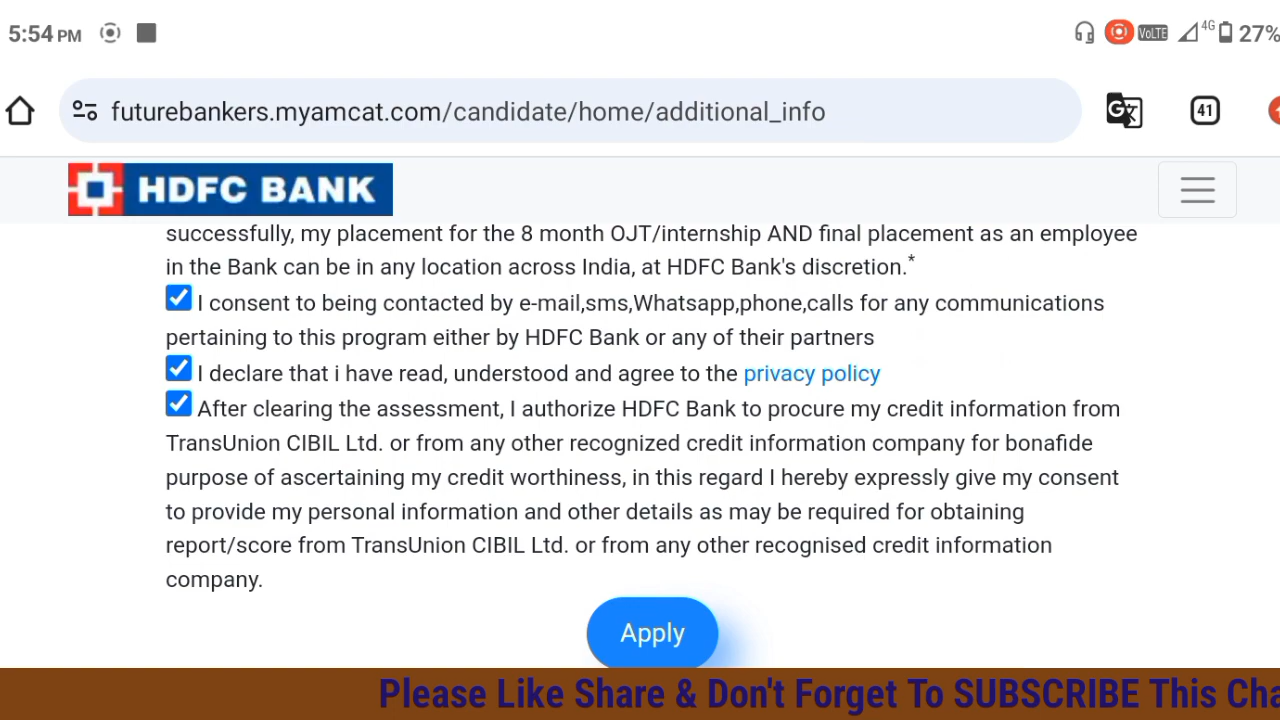 5:54 PM VoLTE 4G 27%
futurebankers.myamcat.com/candidate/home/additional_info 41
HDFC BANK
successfully, my placement for the 8 month OJT/internship AND final placement as an employee
in the Bank can be in any location across India, at HDFC Bank's discretion.*
I consent to being contacted by e-mail,sms,Whatsapp,phone,calls for any communications
pertaining to this program either by HDFC Bank or any of their partners
I declare that i have read, understood and agree to the privacy policy
After clearing the assessment, I authorize HDFC Bank to procure my credit information from
TransUnion CIBIL Ltd. or from any other recognized credit information company for bonafide
purpose of ascertaining my credit worthiness, in this regard I hereby expressly give my consent
to provide my personal information and other details as may be required for obtaining
report/score from TransUnion CIBIL Ltd. or from any other recognised credit information
company.
Apply
Please Like Share & Don't Forget To SUBSCRIBE This